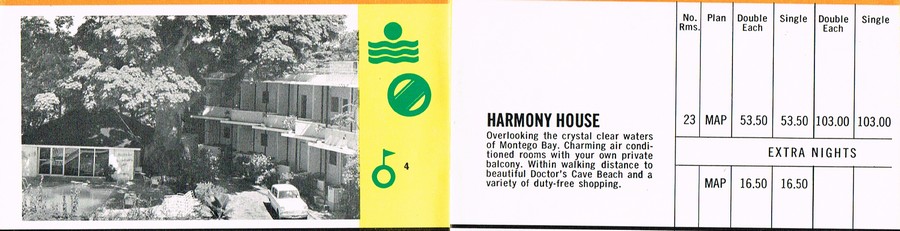 4
HARMONY HOUSE
Overlooking the crystal clear waters
of Montego Bay. Charming air condi-
tioned rooms with your own private
balcony. Within walking distance to
beautiful Doctor's Cave Beach and a
variety of duty-free shopping.
No. Plan Double Single Double Single
Rms. Each Each
23 MAP 53.50 53.50 103.00 103.00
EXTRA NIGHTS
MAP 16.50 16.50